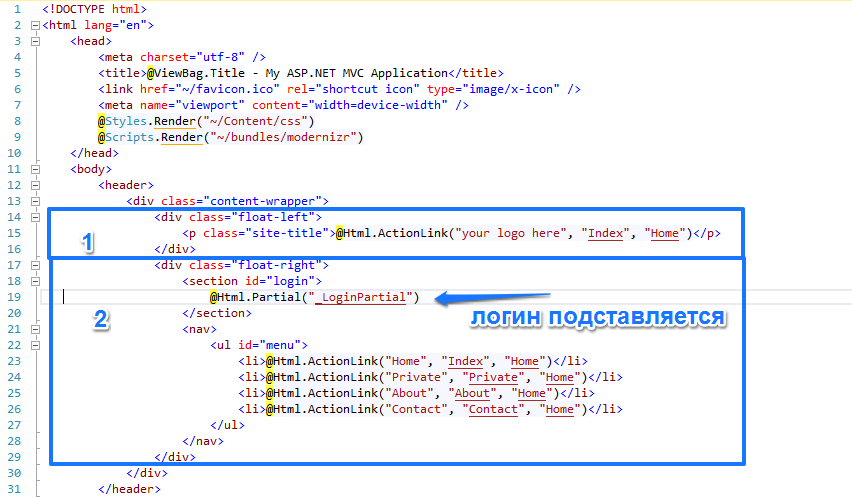 1 <!DOCTYPE html>
2 <html lang="en">
3 <head>
4 <meta charset="utf-8" />
5 <title>@ViewBag.Title - My ASP.NET MVC Application</title>
6 <link href="~/favicon.ico" rel="shortcut icon" type="image/x-icon" />
7 <meta name="viewport" content="width=device-width" />
8 @Styles.Render("~/Content/css")
9 @Scripts.Render("~/bundles/modernizr")
10 </head>
11 <body>
12 <header>
13 <div class="content-wrapper">
14 <div class="float-left">
15 <p class="site-title">@Html.ActionLink("your logo here", "Index", "Home")</p>
1
16 </div>
17 <div class="float-right">
18 <section id="login">
19 @Html.Partial("_LoginPartial")
логин подставляется
2
20 </section>
21 <nav>
22 <ul id="menu">
23 <li>@Html.ActionLink("Home", "Index", "Home")</li>
24 <li>@Html.ActionLink("Private", "Private", "Home")</li>
25 <li>@Html.ActionLink("About", "About", "Home")</li>
26 <li>@Html.ActionLink("Contact", "Contact", "Home")</li>
27 </ul>
28 </nav>
29 </div>
30 </div>
31 </header>